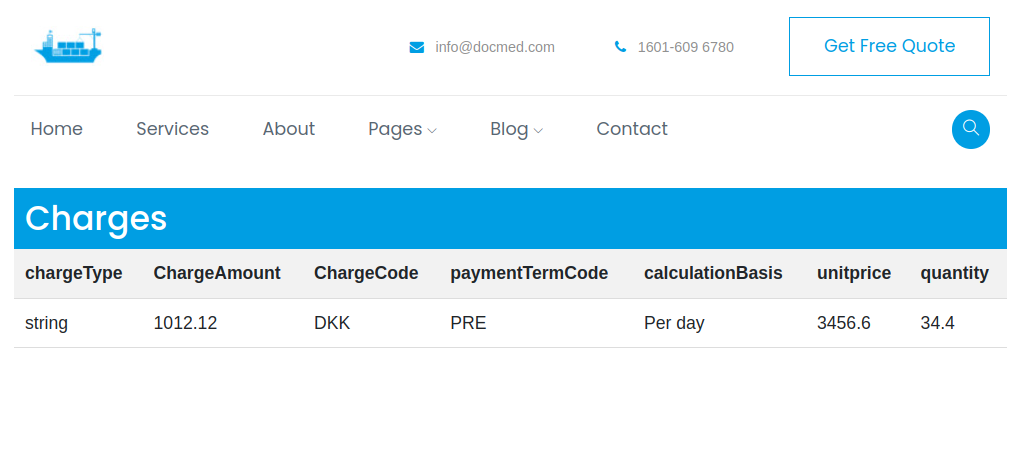 info@docmed.com 1601-609 6780 Get Free Quote
Home Services About Pages Blog Contact
Charges
chargeType ChargeAmount ChargeCode paymentTermCode calculationBasis unitprice quantity
string 1012.12 DKK PRE Per day 3456.6 34.4